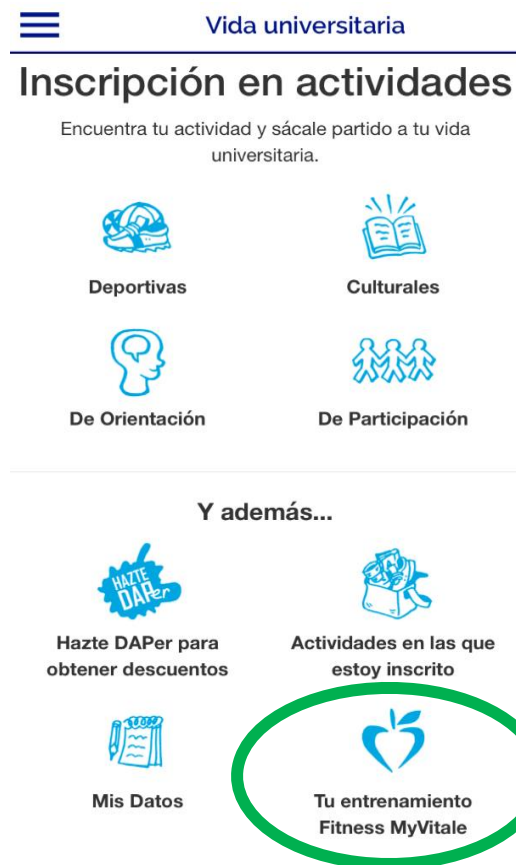 Vida universitaria
Inscripción en actividades
Encuentra tu actividad y sácale partido a tu vida
universitaria.
Deportivas
Culturales
De Orientación
De Participación
Y además...
HAZTE
DAPer
Hazte DAPer para
obtener descuentos
Actividades en las que
estoy inscrito
Mis Datos
Tu entrenamiento
Fitness MyVitale